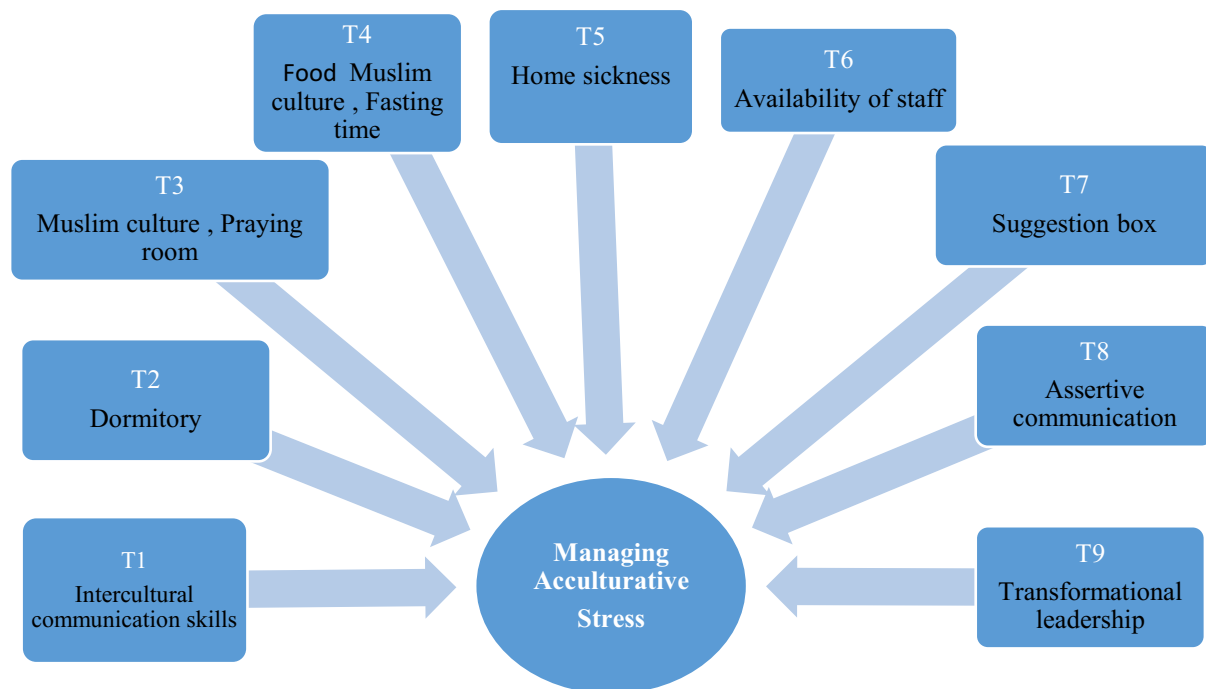 T1
Intercultural
communication skills
T2
Dormitory
T3
Muslim culture , Praying
room
T4
Food Muslim
culture , Fasting
time
T5
Home sickness
T6
Availability of staff
T7
Suggestion box
T8
Assertive
communication
T9
Transformational
leadership
Managing
Acculturative
Stress